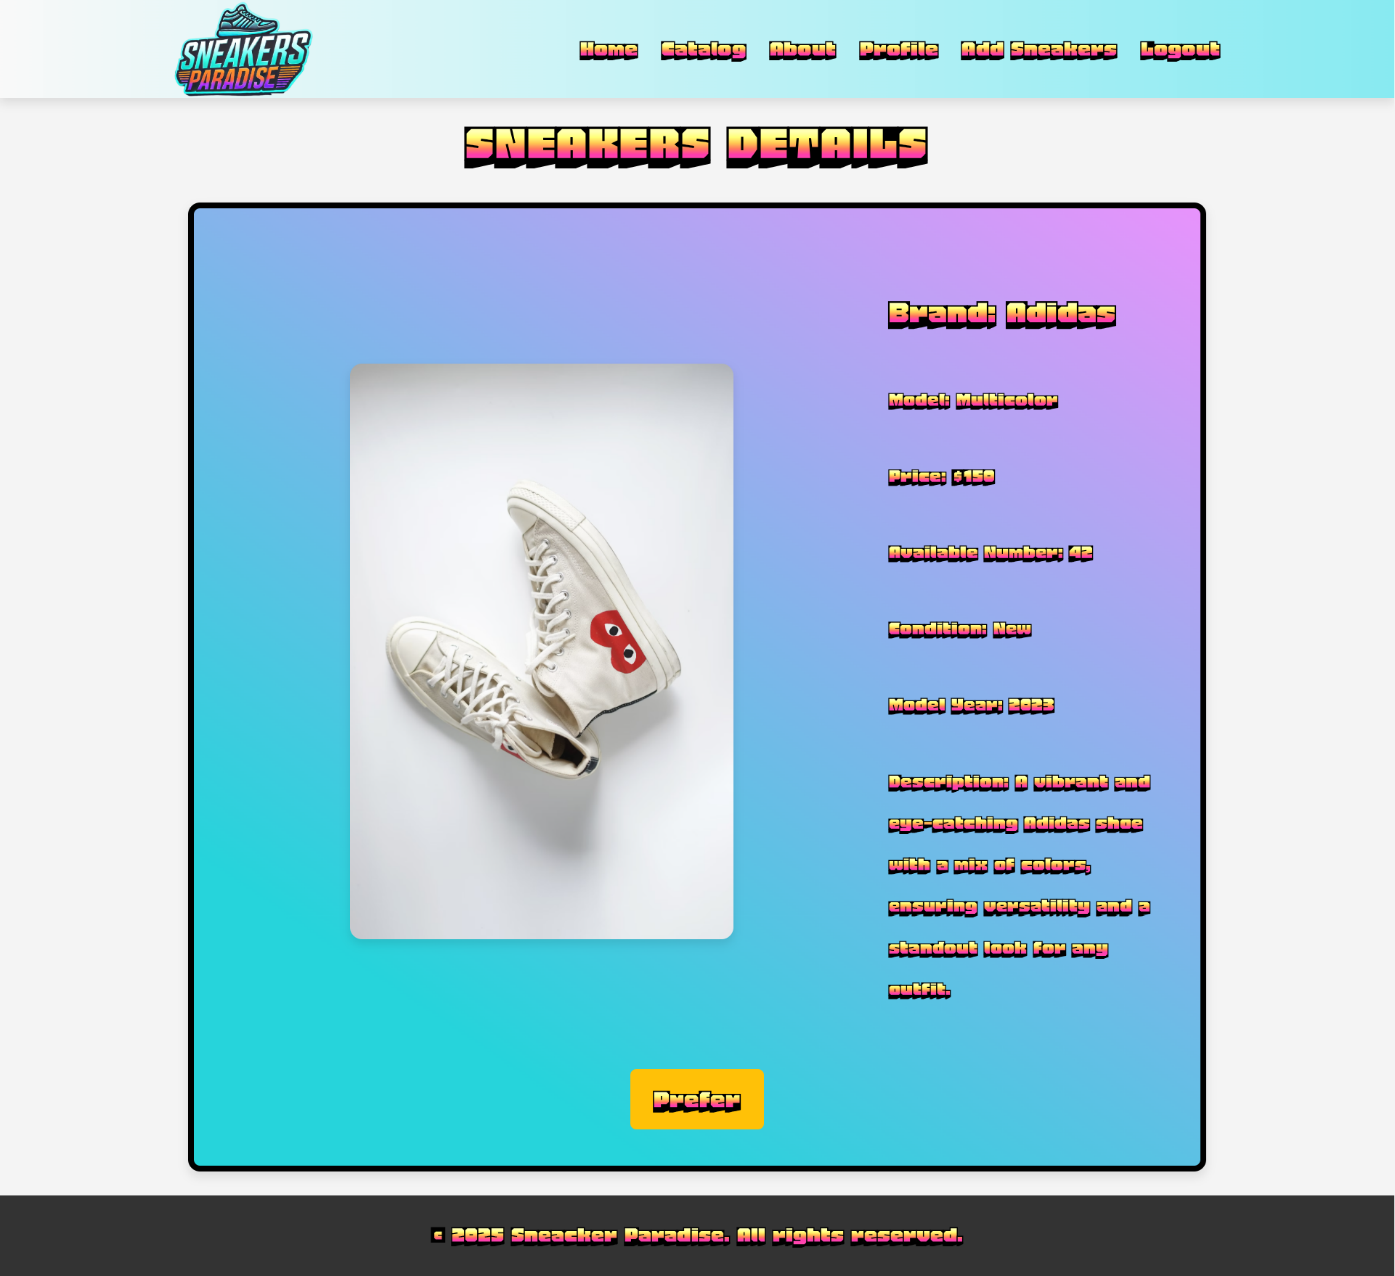 SNEAKERS
PARADISE
Home Catalog About Profile Add Sneakers Logout
SNEAKERS DETAILS
Brand: Adidas
Model: Multicolor
Price: $150
Available Number: 42
Condition: New
Model Year: 2023
Description: A vibrant and
eye-catching Adidas shoe
with a mix of colors,
ensuring versatility and a
standout look for any
outfit.
Prefer
© 2025 Sneacker Paradise. All rights reserved.